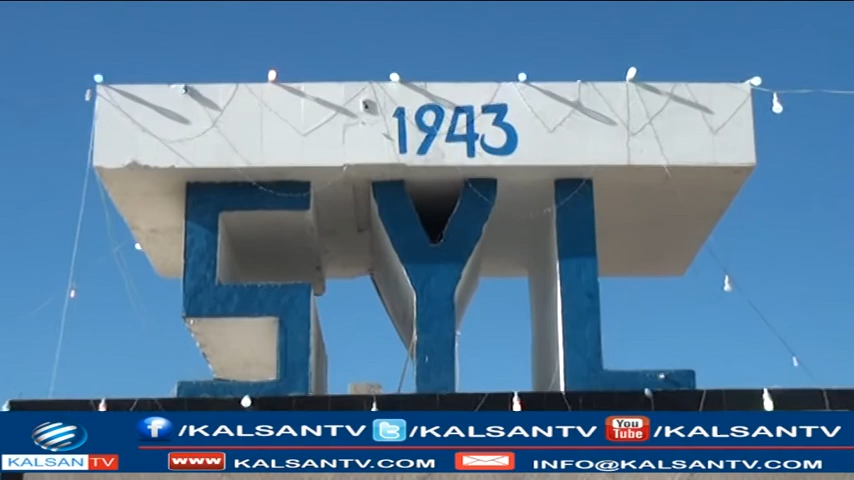 1943
SYL
/KALSANTV /KALSANTV You Tube /KALSANTV
KALSAN TV www KALSANTV.COM INFO@KALSANTV.COM